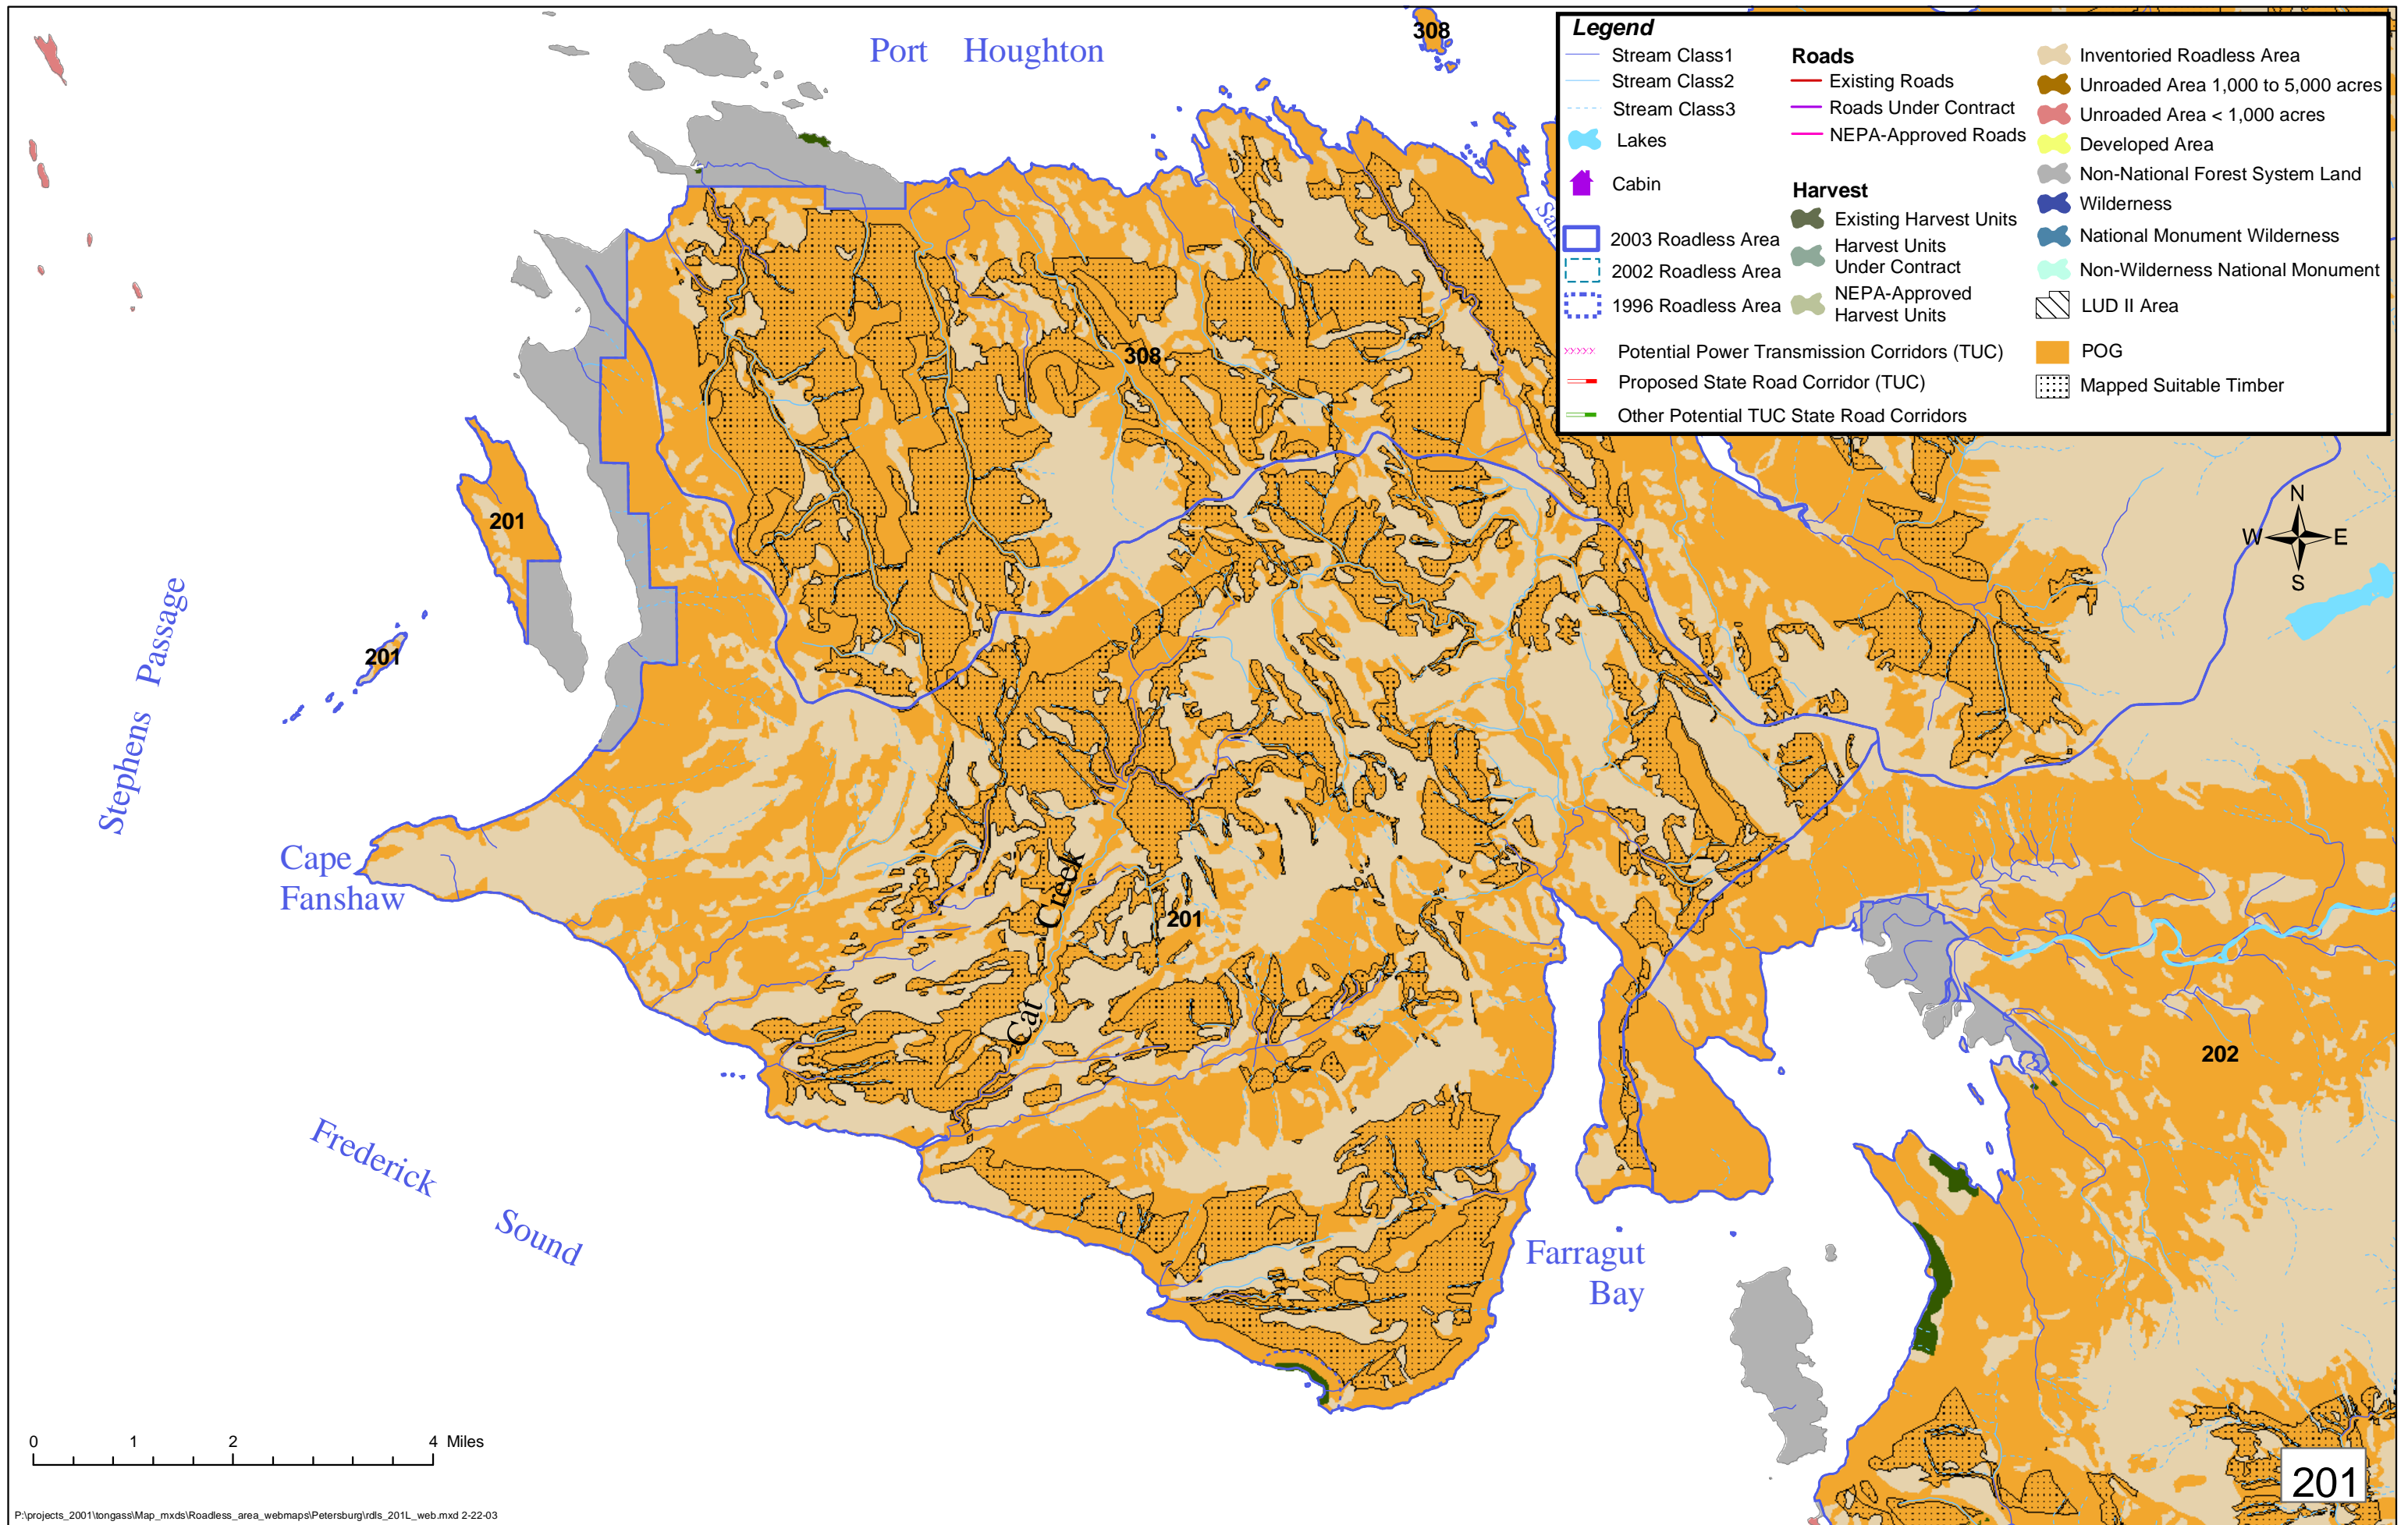 Port Houghton
308
Legend
Stream Class1
Stream Class2
Stream Class3
Lakes
Cabin
2003 Roadless Area
2002 Roadless Area
1996 Roadless Area
Potential Power Transmission Corridors (TUC)
Proposed State Road Corridor (TUC)
Other Potential TUC State Road Corridors
Roads
Existing Roads
Roads Under Contract
NEPA-Approved Roads
Harvest
Existing Harvest Units
Harvest Units
Under Contract
NEPA-Approved
Harvest Units
Inventoried Roadless Area
Unroaded Area 1,000 to 5,000 acres
Unroaded Area < 1,000 acres
Developed Area
Non-National Forest System Land
Wilderness
National Monument Wilderness
Non-Wilderness National Monument
LUD II Area
POG
Mapped Suitable Timber
308
201
N
W E
S
201
Stephens Passage
Cape
Fanshaw
Cat Creek
201
202
Frederick Sound
Farragut
Bay
0 1 2 4 Miles
201
P:\projects_2001\tongass\Map_mxds\Roadless_area_webmaps\Petersburg\rdls_201L_web.mxd 2-22-03